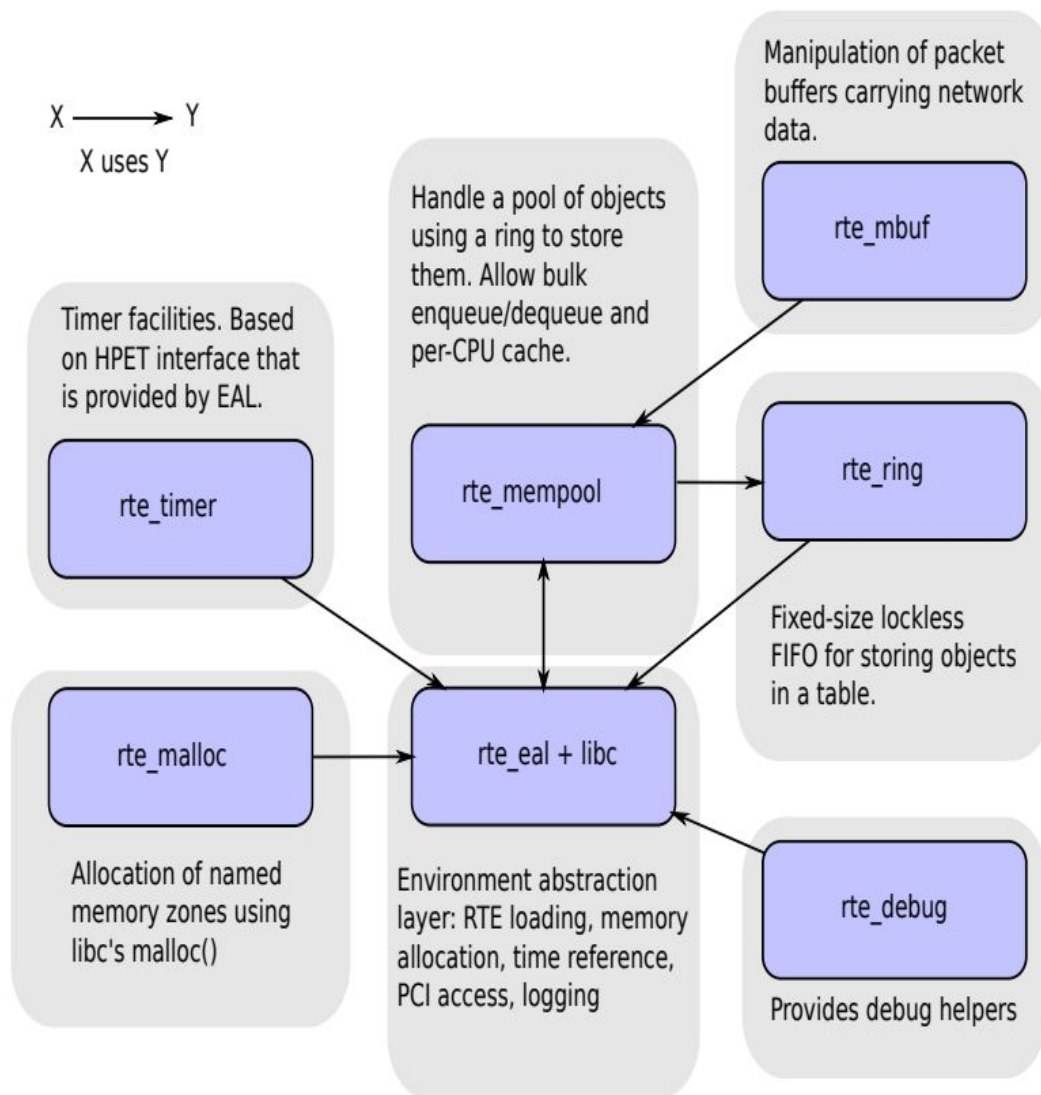 X Y
X uses Y
Manipulation of packet
buffers carrying network
data.
rte_mbuf
Handle a pool of objects
using a ring to store
them. Allow bulk
enqueue/dequeue and
per-CPU cache.
rte_mempool
Timer facilities. Based
on HPET interface that
is provided by EAL.
rte_timer
rte_ring
Fixed-size lockless
FIFO for storing objects
in a table.
rte_malloc
Allocation of named
memory zones using
libc's malloc()
rte_eal + libc
Environment abstraction
layer: RTE loading, memory
allocation, time reference,
PCI access, logging
rte_debug
Provides debug helpers